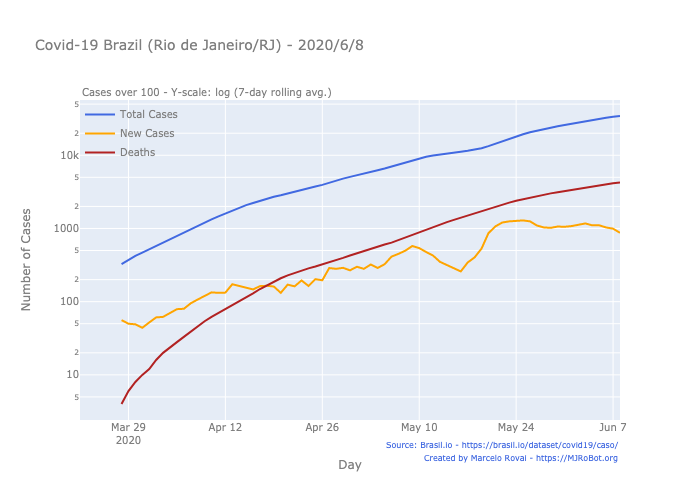 Covid-19 Brazil (Rio de Janeiro/RJ) - 2020/6/8
Cases over 100 - Y-scale: log (7-day rolling avg.)
Total Cases
New Cases
Deaths
5
2
10k
5
2
1000
5
2
100
5
2
10
5
Number of Cases
Mar 29
2020
Apr 12
Apr 26
May 10
May 24
Jun 7
Day
Source: Brasil.io - https://brasil.io/dataset/covid19/caso/
Created by Marcelo Rovai - https://MJRoBot.org